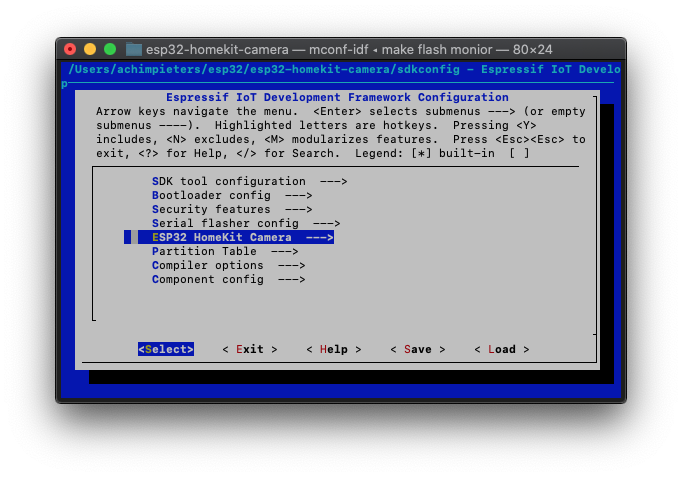 esp32-homekit-camera — mconf-idf ◂ make flash monior — 80×24
/Users/achimpieters/esp32/esp32-homekit-camera/sdkconfig - Espressif IoT Develo
p
Espressif IoT Development Framework Configuration
Arrow keys navigate the menu.  <Enter> selects submenus ---> (or empty
submenus ----).  Highlighted letters are hotkeys.  Pressing <Y>
includes, <N> excludes, <M> modularizes features.  Press <Esc><Esc> to
exit, <?> for Help, </> for Search.  Legend: [*] built-in  [ ]
SDK tool configuration  --->
Bootloader config  --->
Security features  --->
Serial flasher config  --->
ESP32 HomeKit Camera  --->
Partition Table  --->
Compiler options  --->
Component config  --->
<Select>    < Exit >    < Help >    < Save >    < Load >